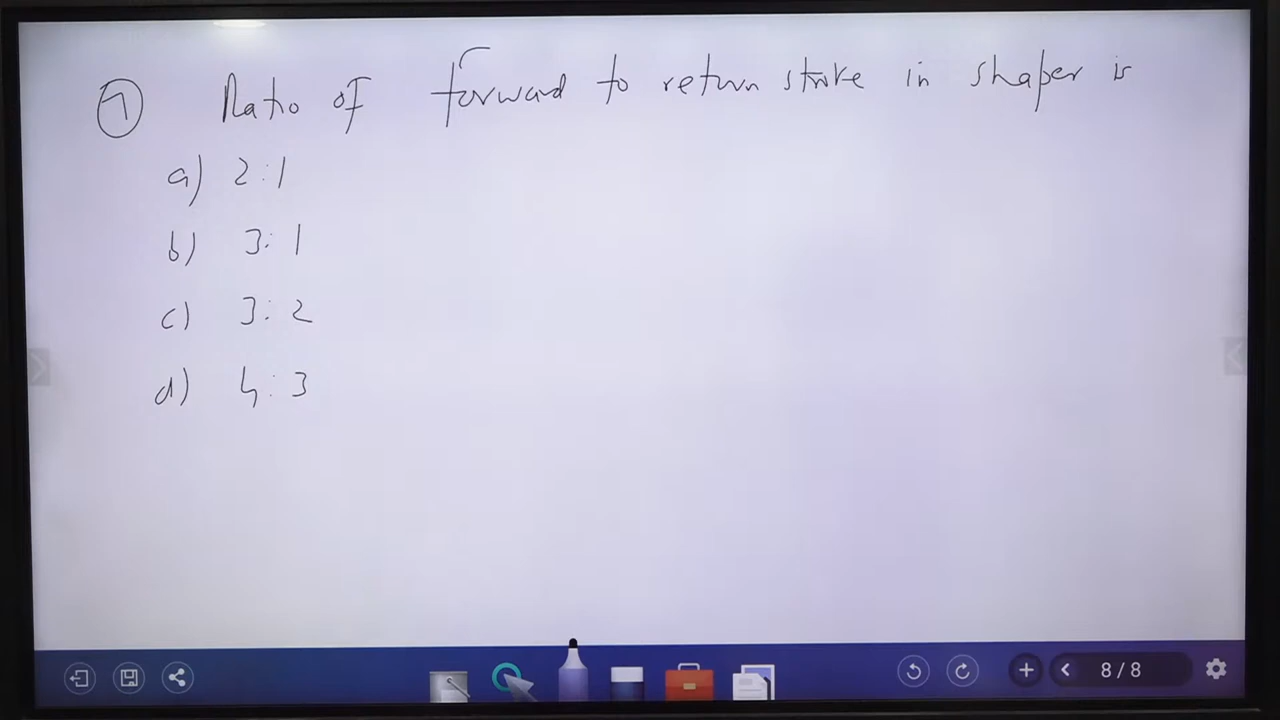 7 Ratio of forward to return stroke in shaper is
a) 2:1
b) 3:1
c) 3:2
d) 4:3
8/8